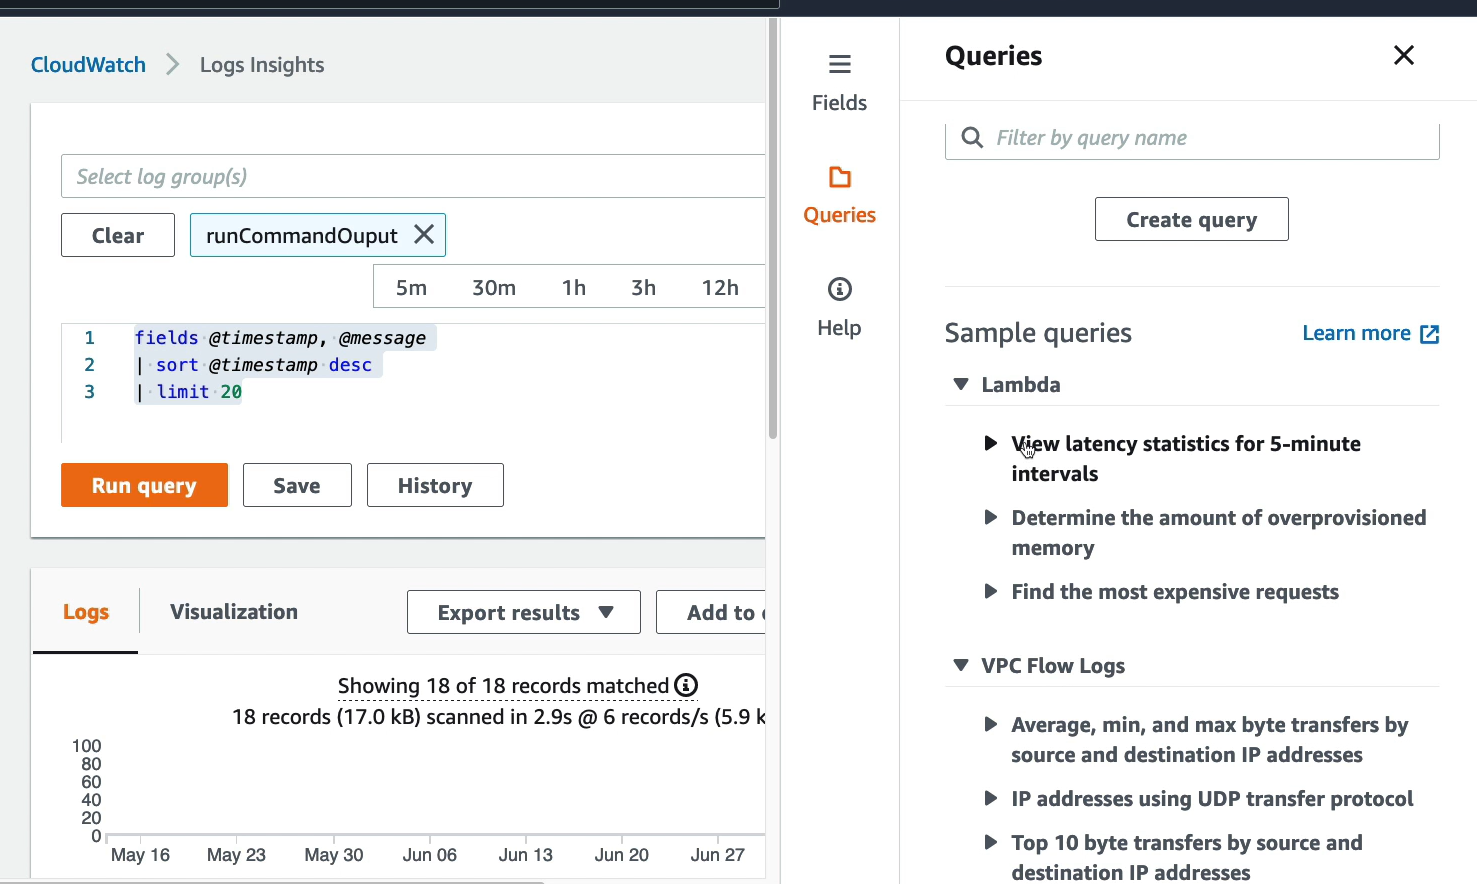 CloudWatch > Logs Insights
Select log group(s)
Clear
runCommandOuput
5m 30m 1h 3h 12h
1 fields @timestamp, @message
2 | sort @timestamp desc
3 | limit 20
Run query
Save
History
Logs
Visualization
Export results
Add to
Showing 18 of 18 records matched
18 records (17.0 kB) scanned in 2.9s @ 6 records/s (5.9 k
100
80
60
40
20
0
May 16 May 23 May 30 Jun 06 Jun 13 Jun 20 Jun 27
Fields
Queries
Help
Queries
Filter by query name
Create query
Sample queries
Learn more
Lambda
View latency statistics for 5-minute
intervals
Determine the amount of overprovisioned
memory
Find the most expensive requests
VPC Flow Logs
Average, min, and max byte transfers by
source and destination IP addresses
IP addresses using UDP transfer protocol
Top 10 byte transfers by source and
destination IP addresses